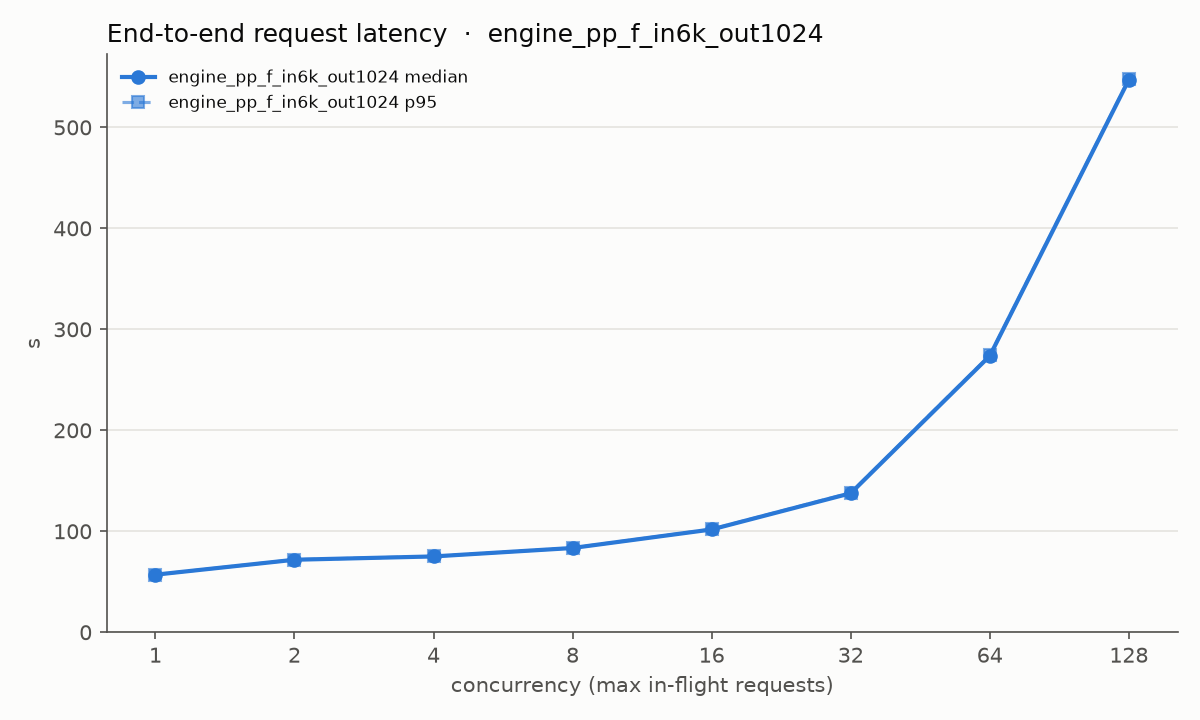 End-to-end request latency · engine_pp_f_in6k_out1024
engine_pp_f_in6k_out1024 median
engine_pp_f_in6k_out1024 p95
500
400
300
200
100
0
s
1 2 4 8 16 32 64 128
concurrency (max in-flight requests)